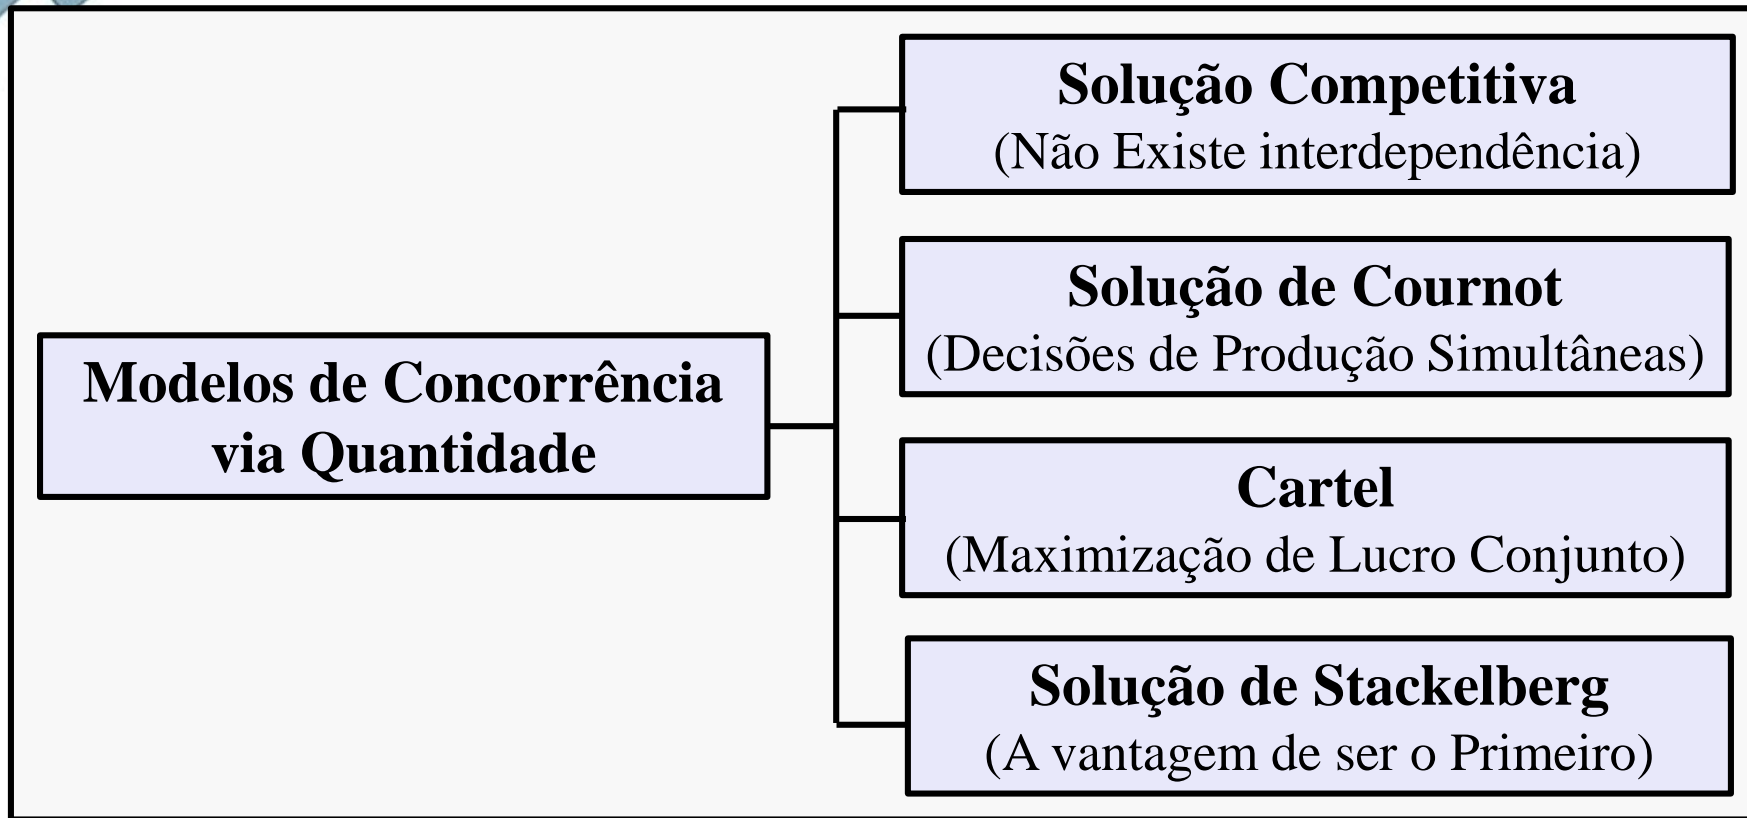 Modelos de Concorrência
via Quantidade
Solução Competitiva
(Não Existe interdependência)
Solução de Cournot
(Decisões de Produção Simultâneas)
Cartel
(Maximização de Lucro Conjunto)
Solução de Stackelberg
(A vantagem de ser o Primeiro)